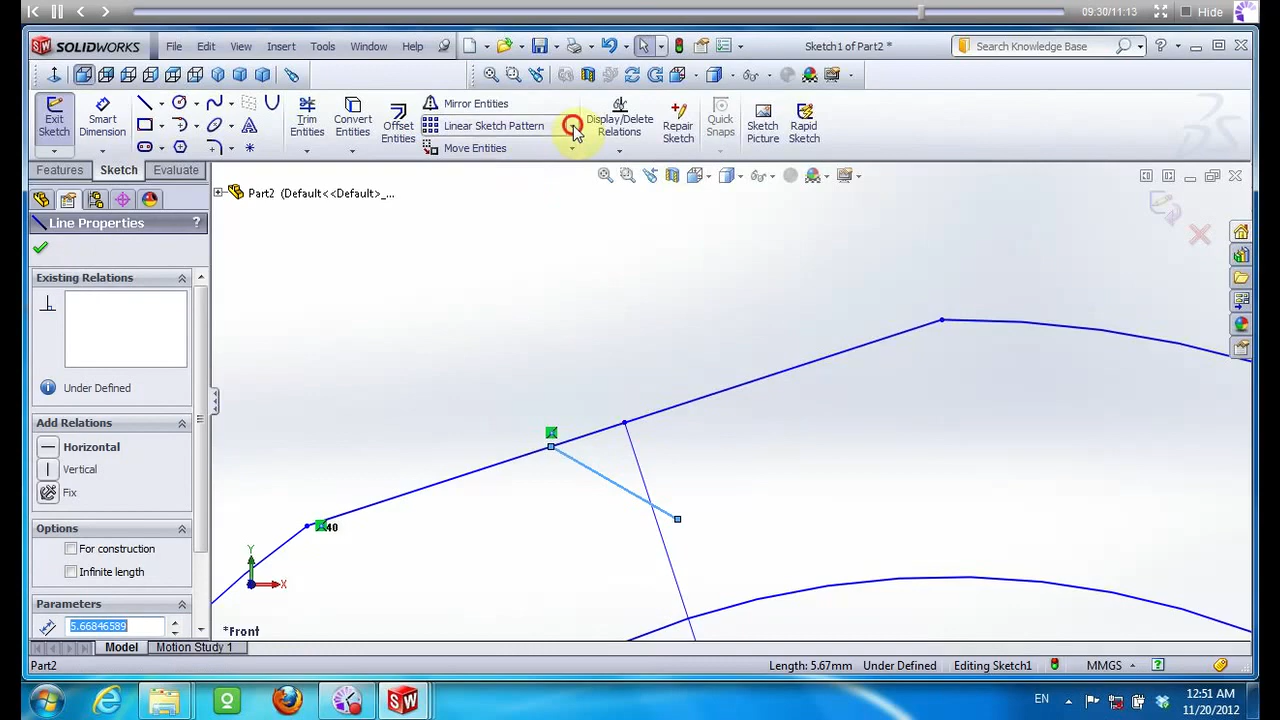 09:30/11:13
Hide
SOLIDWORKS
File Edit View Insert Tools Window Help
Sketch1 of Part2 *
Search Knowledge Base
?
Exit Sketch
Smart Dimension
Trim Entities
Convert Entities
Offset Entities
Mirror Entities
Linear Sketch Pattern
Move Entities
Display/Delete Relations
Repair Sketch
Quick Snaps
Sketch Picture
Rapid Sketch
Features Sketch Evaluate
Part2 (Default<<Default>_...
Line Properties ?
Existing Relations
Under Defined
Add Relations
Horizontal
Vertical
Fix
Options
For construction
Infinite length
Parameters
5.66846589
40
Y
X
*Front
Model Motion Study 1
Part2
Length: 5.67mm Under Defined Editing Sketch1 MMGS ?
EN
12:51 AM
11/20/2012